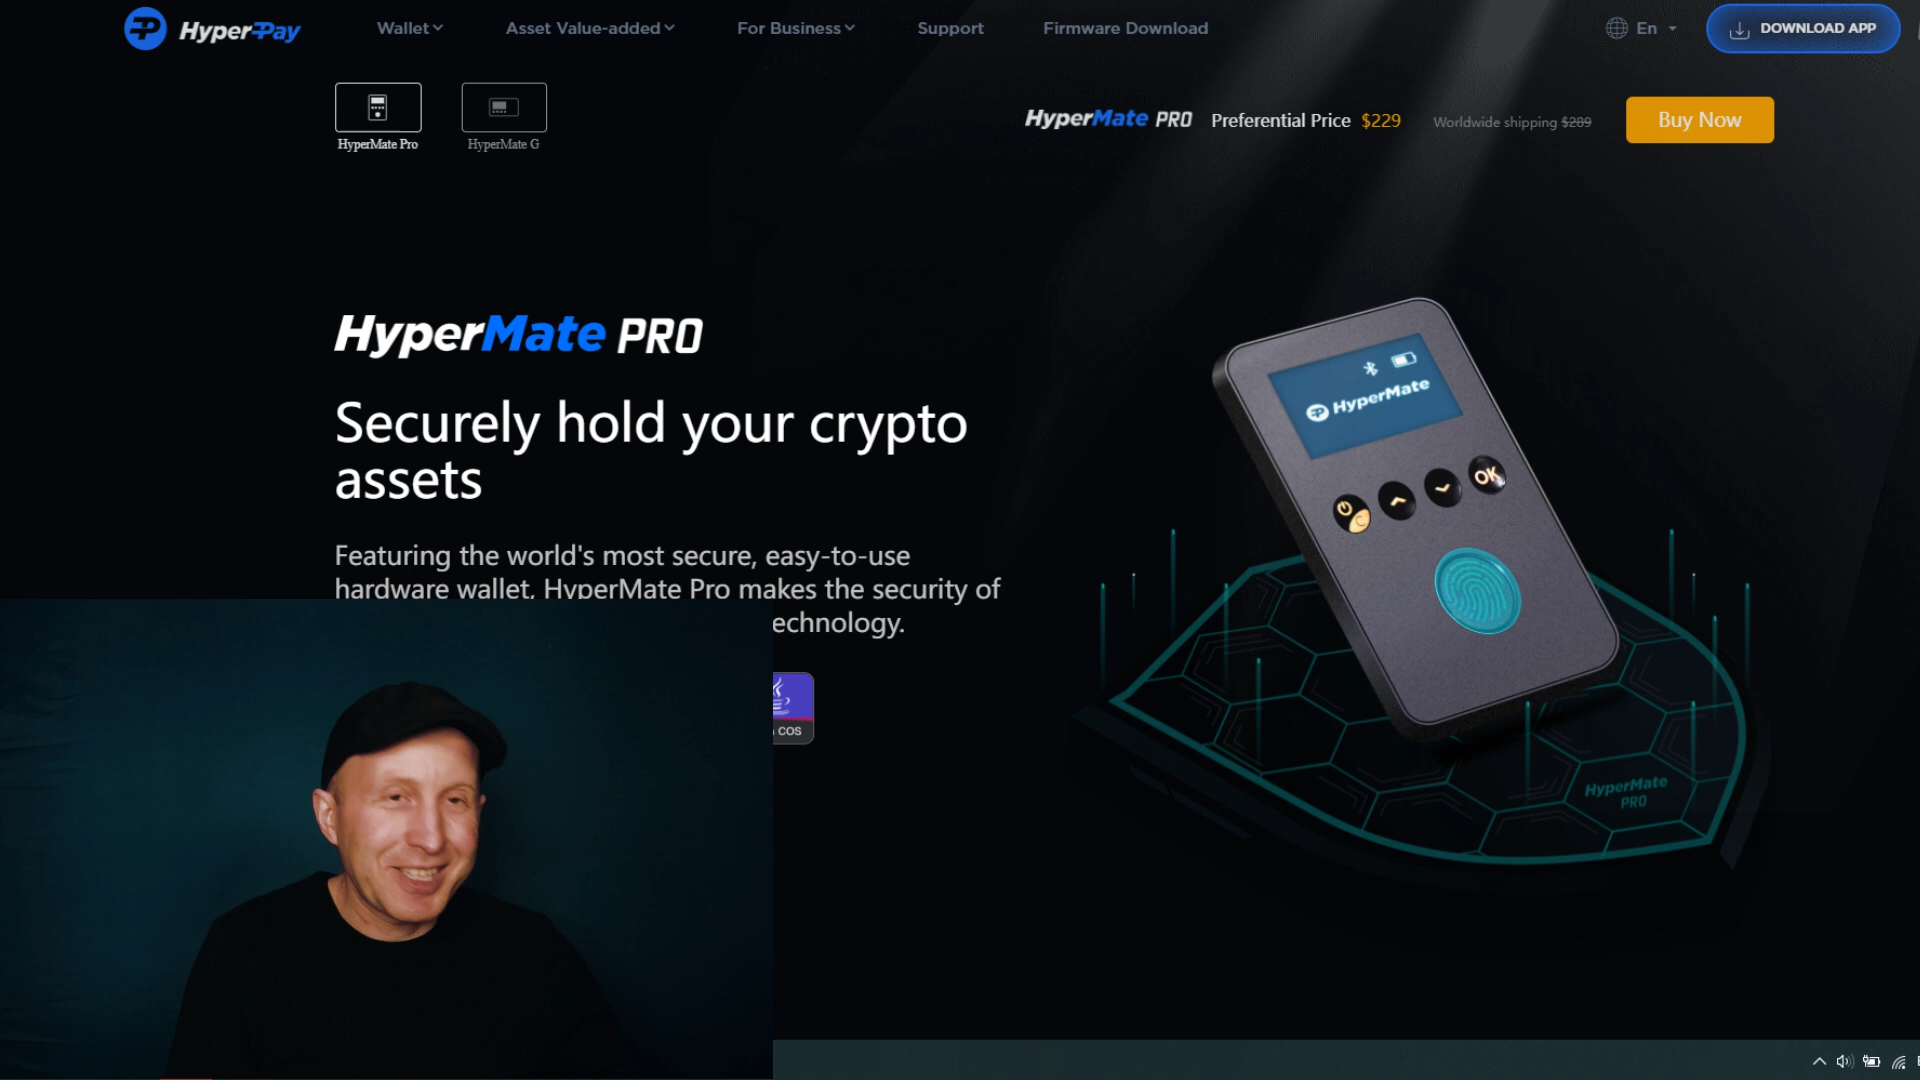 HyperPay
Wallet
Asset Value-added
For Business
Support
Firmware Download
En
DOWNLOAD APP
HyperMate Pro
HyperMate G
HyperMate PRO Preferential Price $229 Worldwide shipping $289
Buy Now
HyperMate PRO
Securely hold your crypto
assets
Featuring the world's most secure, easy-to-use
hardware wallet, HyperMate Pro makes the security of
echnology.
COS
HyperMate
OK
HyperMate
PRO